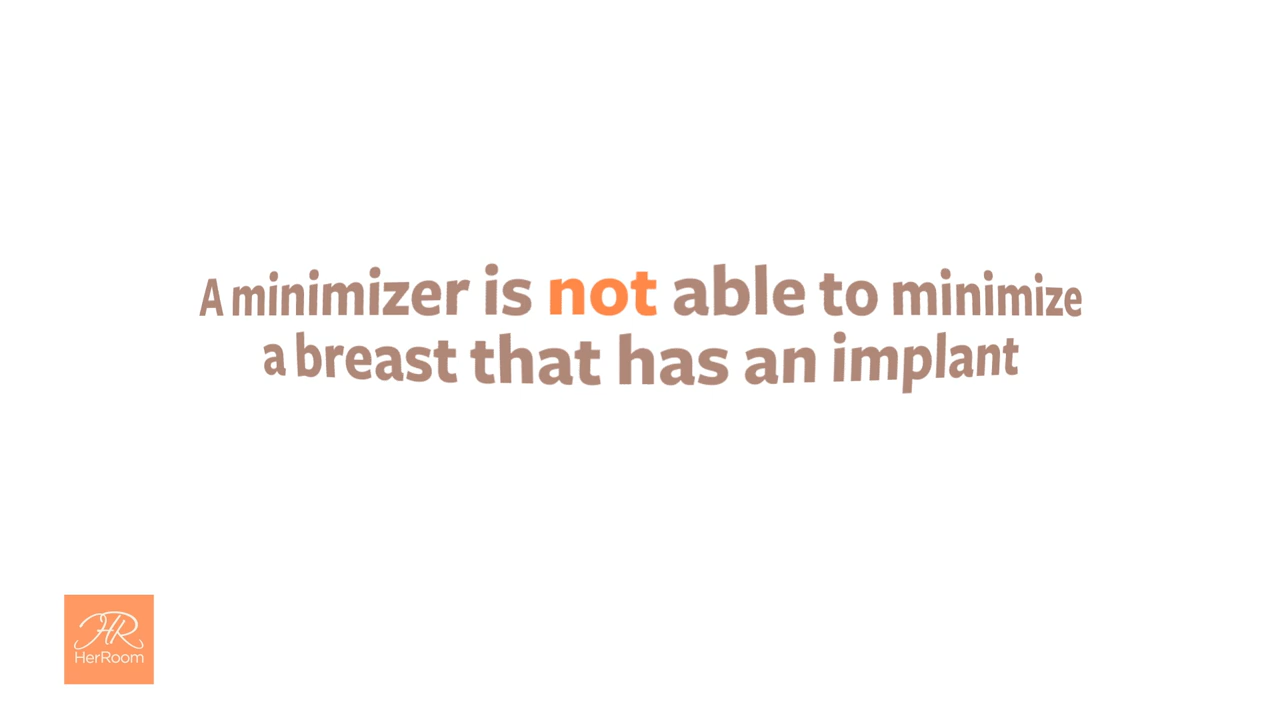 A minimizer is not able to minimize
a breast that has an implant
HR
HerRoom